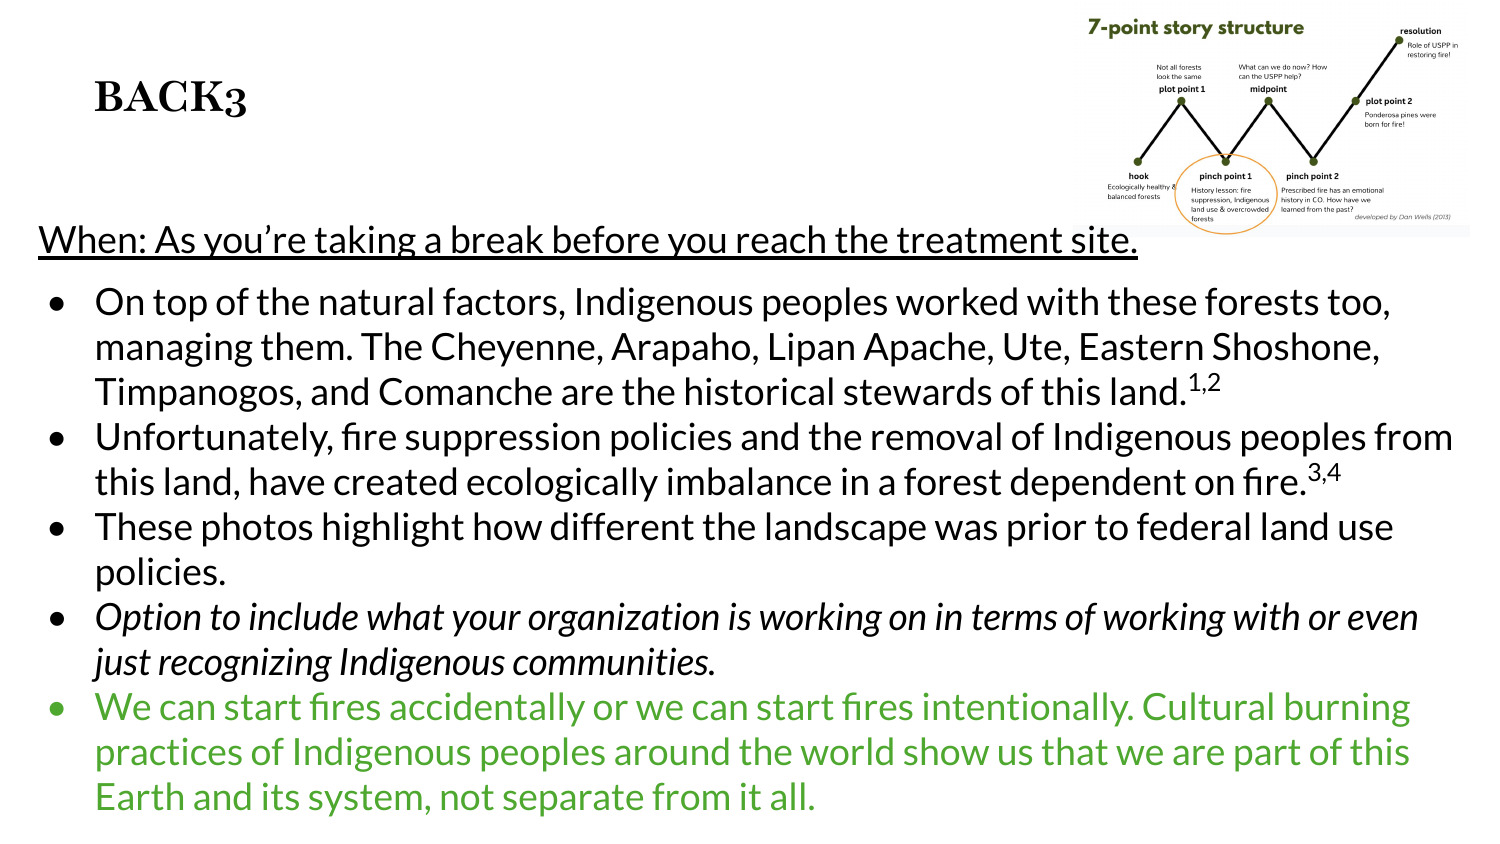 7-point story structure
resolution
Role of USPP in
restoring fire!
Not all forests
look the same
plot point 1
What can we do now? How
can the USPP help?
midpoint
plot point 2
Ponderosa pines were
born for fire!
hook
Ecologically healthy &
balanced forests
pinch point 1
History lesson: fire
suppression, Indigenous
land use & overcrowded
forests
pinch point 2
Prescribed fire has an emotional
history in CO. How have we
learned from the past?
developed by Dan Wells (2013)
BACK3
When: As you’re taking a break before you reach the treatment site.
● On top of the natural factors, Indigenous peoples worked with these forests too,
managing them. The Cheyenne, Arapaho, Lipan Apache, Ute, Eastern Shoshone,
Timpanogos, and Comanche are the historical stewards of this land.1,2
● Unfortunately, fire suppression policies and the removal of Indigenous peoples from
this land, have created ecologically imbalance in a forest dependent on fire.3,4
● These photos highlight how different the landscape was prior to federal land use
policies.
● Option to include what your organization is working on in terms of working with or even
just recognizing Indigenous communities.
● We can start fires accidentally or we can start fires intentionally. Cultural burning
practices of Indigenous peoples around the world show us that we are part of this
Earth and its system, not separate from it all.